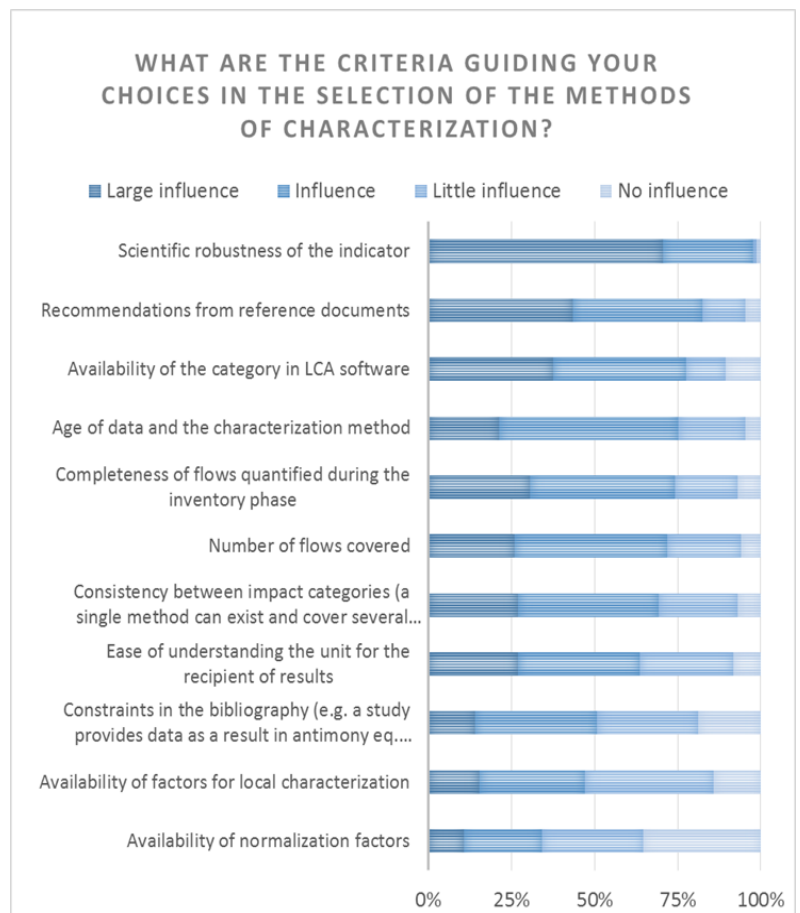 WHAT ARE THE CRITERIA GUIDING YOUR
CHOICES IN THE SELECTION OF THE METHODS
OF CHARACTERIZATION?
Large influence Influence Little influence No influence
Scientific robustness of the indicator
Recommendations from reference documents
Availability of the category in LCA software
Age of data and the characterization method
Completeness of flows quantified during the
inventory phase
Number of flows covered
Consistency between impact categories (a
single method can exist and cover several...
Ease of understanding the unit for the
recipient of results
Constraints in the bibliography (e.g. a study
provides data as a result in antimony eq....
Availability of factors for local characterization
Availability of normalization factors
0% 25% 50% 75% 100%